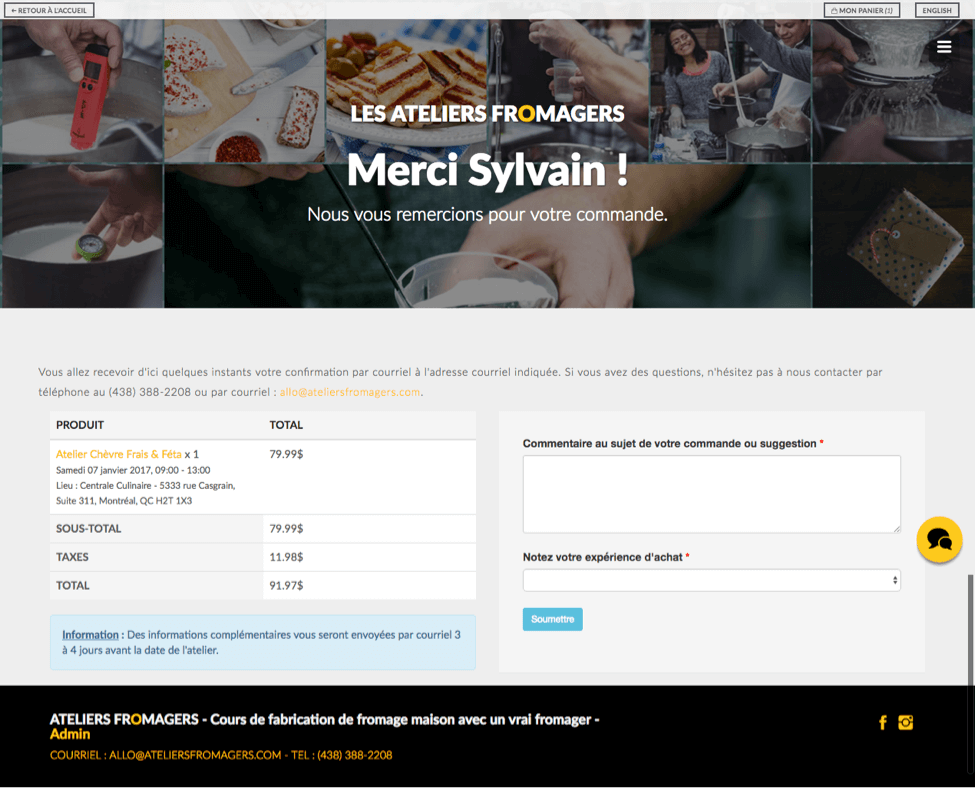 ← RETOUR À L'ACCUEIL
MON PANIER (1)
ENGLISH
LES ATELIERS FROMAGERS
Merci Sylvain !
Nous vous remercions pour votre commande.
Vous allez recevoir d'ici quelques instants votre confirmation par courriel à l'adresse courriel indiquée. Si vous avez des questions, n'hésitez pas à nous contacter par
téléphone au (438) 388-2208 ou par courriel : allo@ateliersfromagers.com.
PRODUIT TOTAL
Atelier Chèvre Frais & Féta x 1 79.99$
Samedi 07 janvier 2017, 09:00 - 13:00
Lieu : Centrale Culinaire - 5333 rue Casgrain,
Suite 311, Montréal, QC H2T 1X3
SOUS-TOTAL 79.99$
TAXES 11.98$
TOTAL 91.97$
Information : Des informations complémentaires vous seront envoyées par courriel 3
à 4 jours avant la date de l'atelier.
Commentaire au sujet de votre commande ou suggestion *
Notez votre expérience d'achat *
Soumettre
ATELIERS FROMAGERS - Cours de fabrication de fromage maison avec un vrai fromager -
Admin
COURRIEL : ALLO@ATELIERSFROMAGERS.COM - TEL : (438) 388-2208